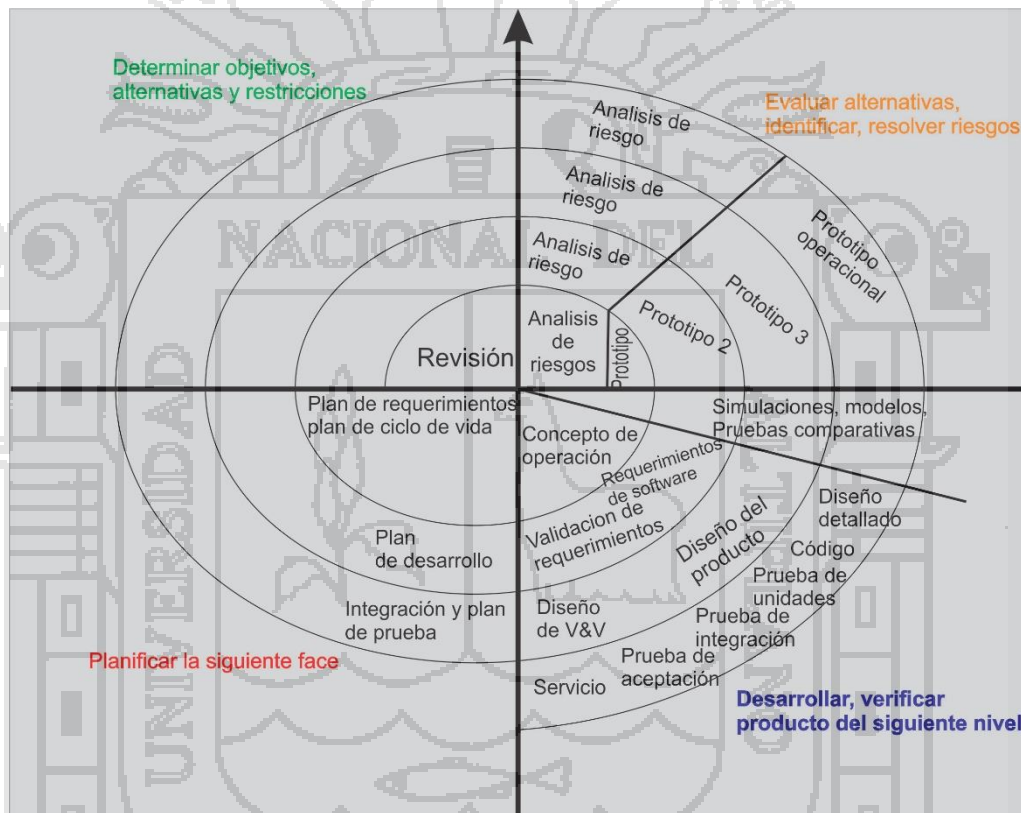 Determinar objetivos,
alternativas y restricciones
Evaluar alternativas,
identificar, resolver riesgos
Analisis de
riesgo
Analisis de
riesgo
Analisis de
riesgo
Analisis
de
riesgos
Prototipo
Prototipo 2
Prototipo 3
Prototipo
operacional
NACIONAL DEL
UNIVERSIDAD
Revisión
Plan de requerimientos
plan de ciclo de vida
Concepto de
operación
Simulaciones, modelos,
Pruebas comparativas
Requerimientos
de software
Validacion de
requerimientos
Diseño del
producto
Diseño
detallado
Código
Prueba de
unidades
Prueba de
integración
Prueba de
aceptación
Servicio
Diseño
de V&V
Plan
de desarrollo
Integración y plan
de prueba
Planificar la siguiente face
Desarrollar, verificar
producto del siguiente nivel